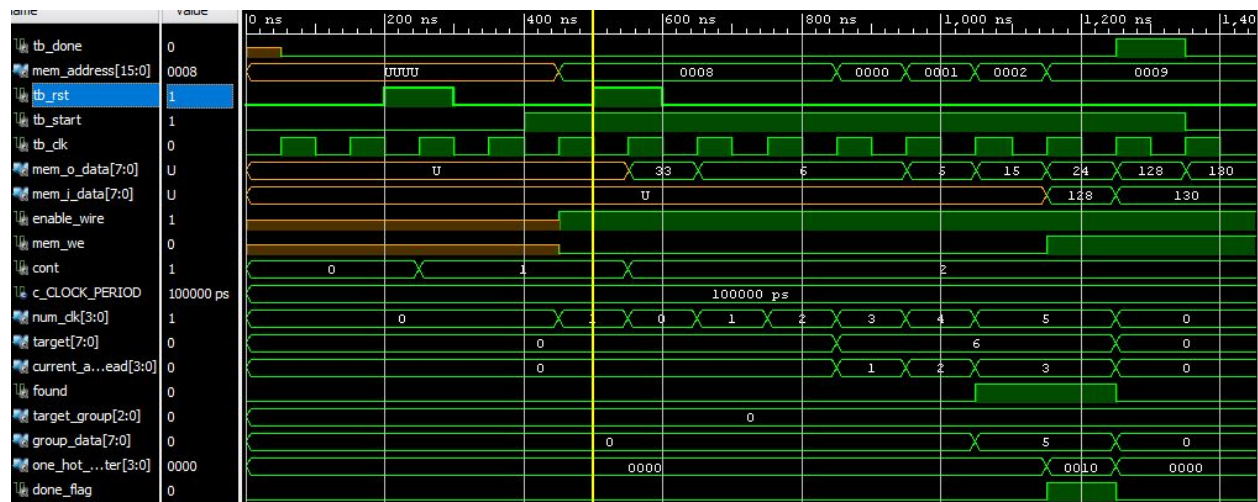 Value
0 ns 200 ns 400 ns 600 ns 800 ns 1,000 ns 1,200 ns
tb_done 0
mem_address[15:0] 0008 UUUU 0008 0000 0001 0002 0009
tb_rst 1
tb_start 1
tb_clk
mem_o_data[7:0] U U 33 6 5 15 24 128 130
mem_i_data[7:0] U U 128 130
enable_wire 1
mem_we 0
cont 1 0 1 2
c_CLOCK_PERIOD 100000 ps 100000 ps
num_clk[3:0] 1 0 1 0 1 2 3 4 5 0
target[7:0] 0 0 6 0
current_a...ead[3:0] 0 0 1 2 3 0
found 0
target_group[2:0] 0 0
group_data[7:0] 0 0 5 0
one_hot_...ter[3:0] 0000 0000 0010 0000
done_flag 0